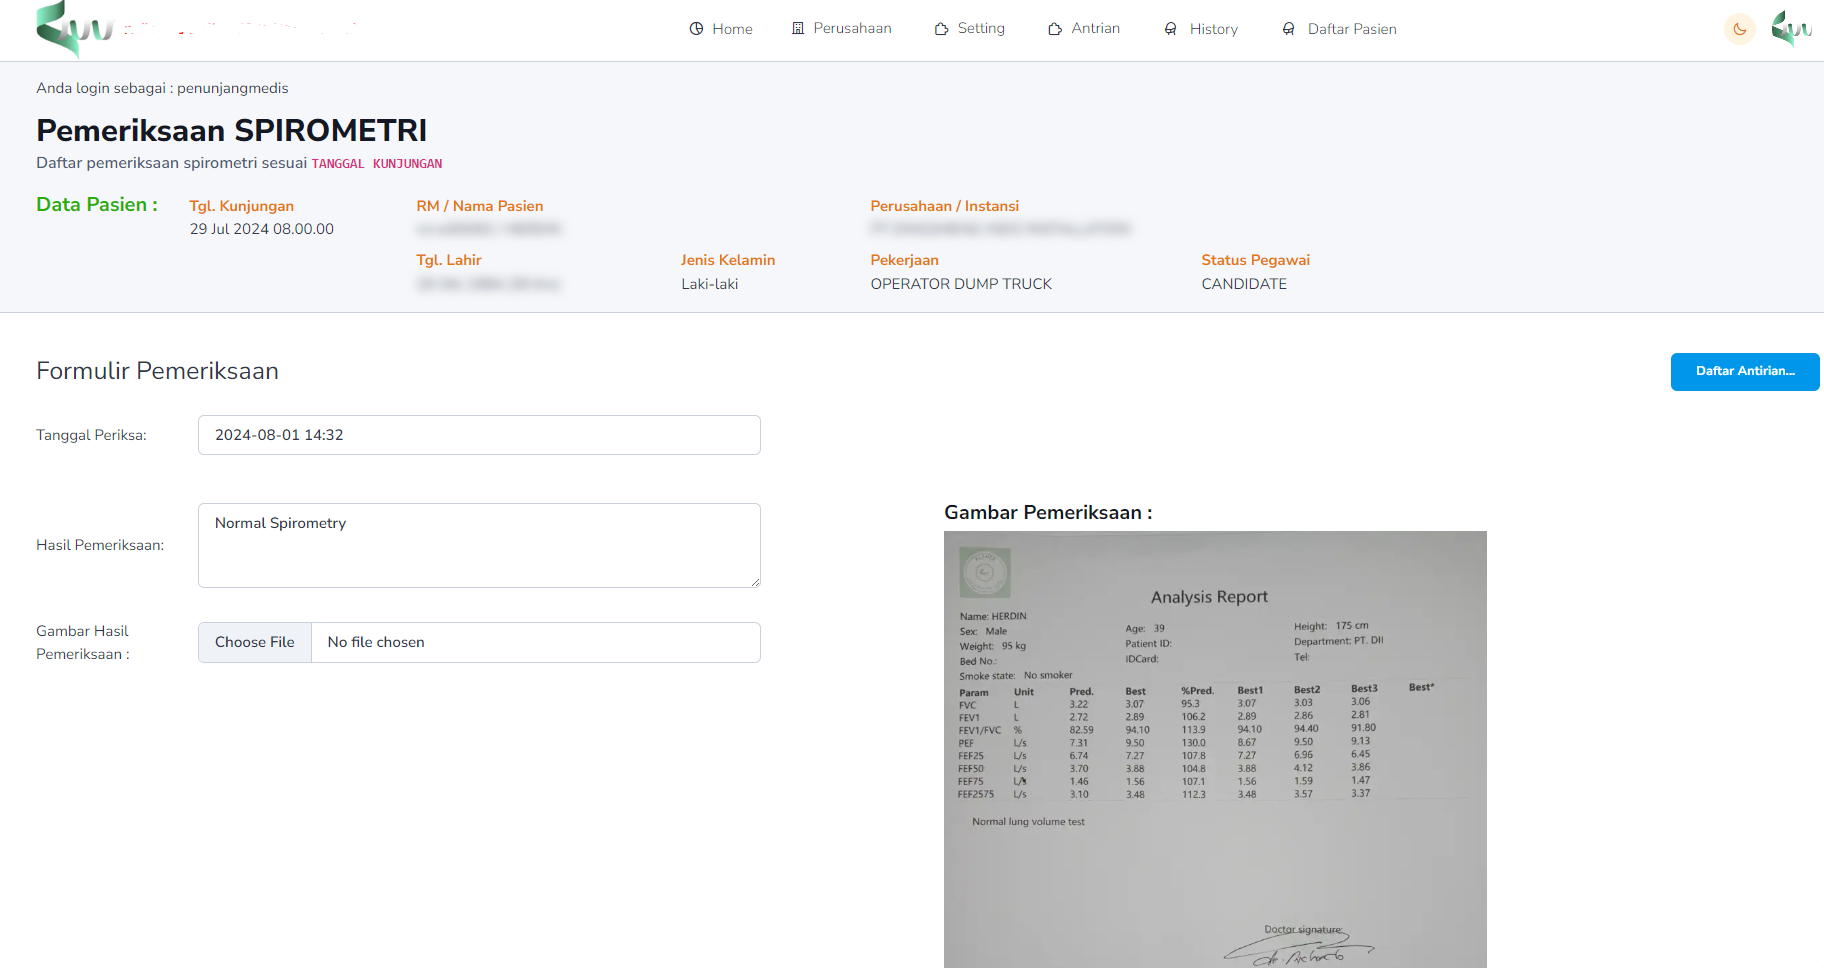 Home Perusahaan Setting Antrian History Daftar Pasien
Anda login sebagai : penunjangmedis
Pemeriksaan SPIROMETRI
Daftar pemeriksaan spirometri sesuai TANGGAL KUNJUNGAN
Data Pasien :
Tgl. Kunjungan
29 Jul 2024 08.00.00
RM / Nama Pasien
Perusahaan / Instansi
Tgl. Lahir
Jenis Kelamin
Laki-laki
Pekerjaan
OPERATOR DUMP TRUCK
Status Pegawai
CANDIDATE
Formulir Pemeriksaan
Daftar Antirian...
Tanggal Periksa:
2024-08-01 14:32
Hasil Pemeriksaan:
Normal Spirometry
Gambar Hasil
Pemeriksaan :
Choose File No file chosen
Gambar Pemeriksaan :
Analysis Report
Name: HERDIN
Sex: Male Age: 39 Height: 175 cm
Weight: 95 kg Patient ID: Department: PT. DII
Bed No.: IDCard: Tel:
Smoke state: No smoker
Param Unit Pred. Best %Pred. Best1 Best2 Best3 Best*
FVC L 3.22 3.07 95.3 3.07 3.03 3.06
FEV1 L 2.72 2.89 106.2 2.89 2.86 2.81
FEV1/FVC % 82.59 94.10 113.9 94.10 94.40 91.80
PEF L/s 7.31 9.50 130.0 8.67 9.50 9.13
FEF25 L/s 6.74 7.27 107.8 7.27 6.96 6.45
FEF50 L/s 3.70 3.88 104.8 3.88 4.12 3.86
FEF75 L/s 1.46 1.56 107.1 1.56 1.59 1.47
FEF2575 L/s 3.10 3.48 112.3 3.48 3.57 3.37
Normal lung volume test
Doctor signature: